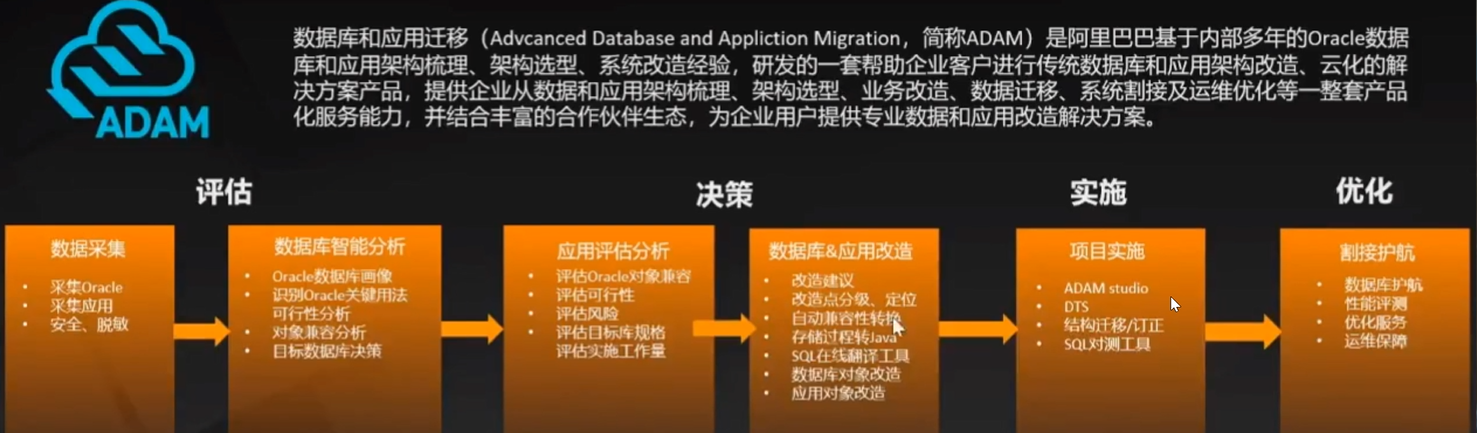 数据库和应用迁移（Advcanced Database and Appliction Migration，简称ADAM）是阿里巴巴基于内部多年的Oracle数据
库和应用架构梳理、架构选型、系统改造经验，研发的一套帮助企业客户进行传统数据库和应用架构改造、云化的解
决方案产品，提供企业从数据和应用架构梳理、架构选型、业务改造、数据迁移、系统割接及运维优化等一整套产品
化服务能力，并结合丰富的合作伙伴生态，为企业用户提供专业数据和应用改造解决方案。
ADAM
评估
决策
实施
优化
数据采集
• 采集Oracle
• 采集应用
• 安全、脱敏
数据库智能分析
• Oracle数据库画像
• 识别Oracle关键用法
可行性分析
• 对象兼容分析
• 目标数据库决策
应用评估分析
• 评估Oracle对象兼容
• 评估可行性
• 评估风险
• 评估目标库规格
评估实施工作量
数据库&应用改造
• 改造建议
• 改造点分级、定位
• 自动兼容性转换
• 存储过程转Java
• SQL在线翻译工具
• 数据库对象改造
• 应用对象改造
项目实施
• ADAM studio
• DTS
• 结构迁移/订正
• SQL对测工具
割接护航
• 数据库护航
• 性能评测
• 优化服务
• 运维保障